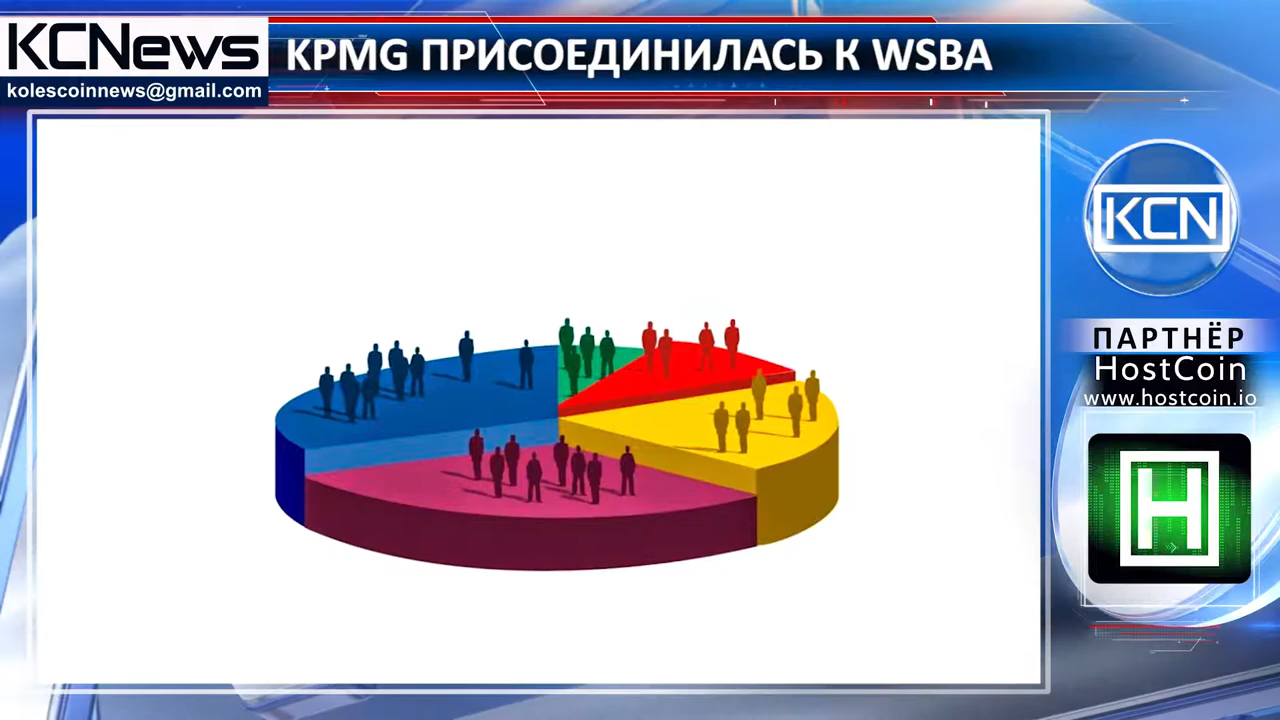 KCNews
kolescoinnews@gmail.com
KPMG ПРИСОЕДИНИЛАСЬ К WSBA
KCN
ПАРТНЁР
HostCoin
www.hostcoin.io
H